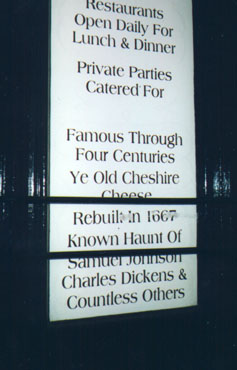 Restaurants
Open Daily For
Lunch & Dinner
Private Parties
Catered For
Famous Through
Four Centuries
Ye Old Cheshire
Cheese
Rebuilt in 1667
Known Haunt Of
Samuel Johnson
Charles Dickens &
Countless Others